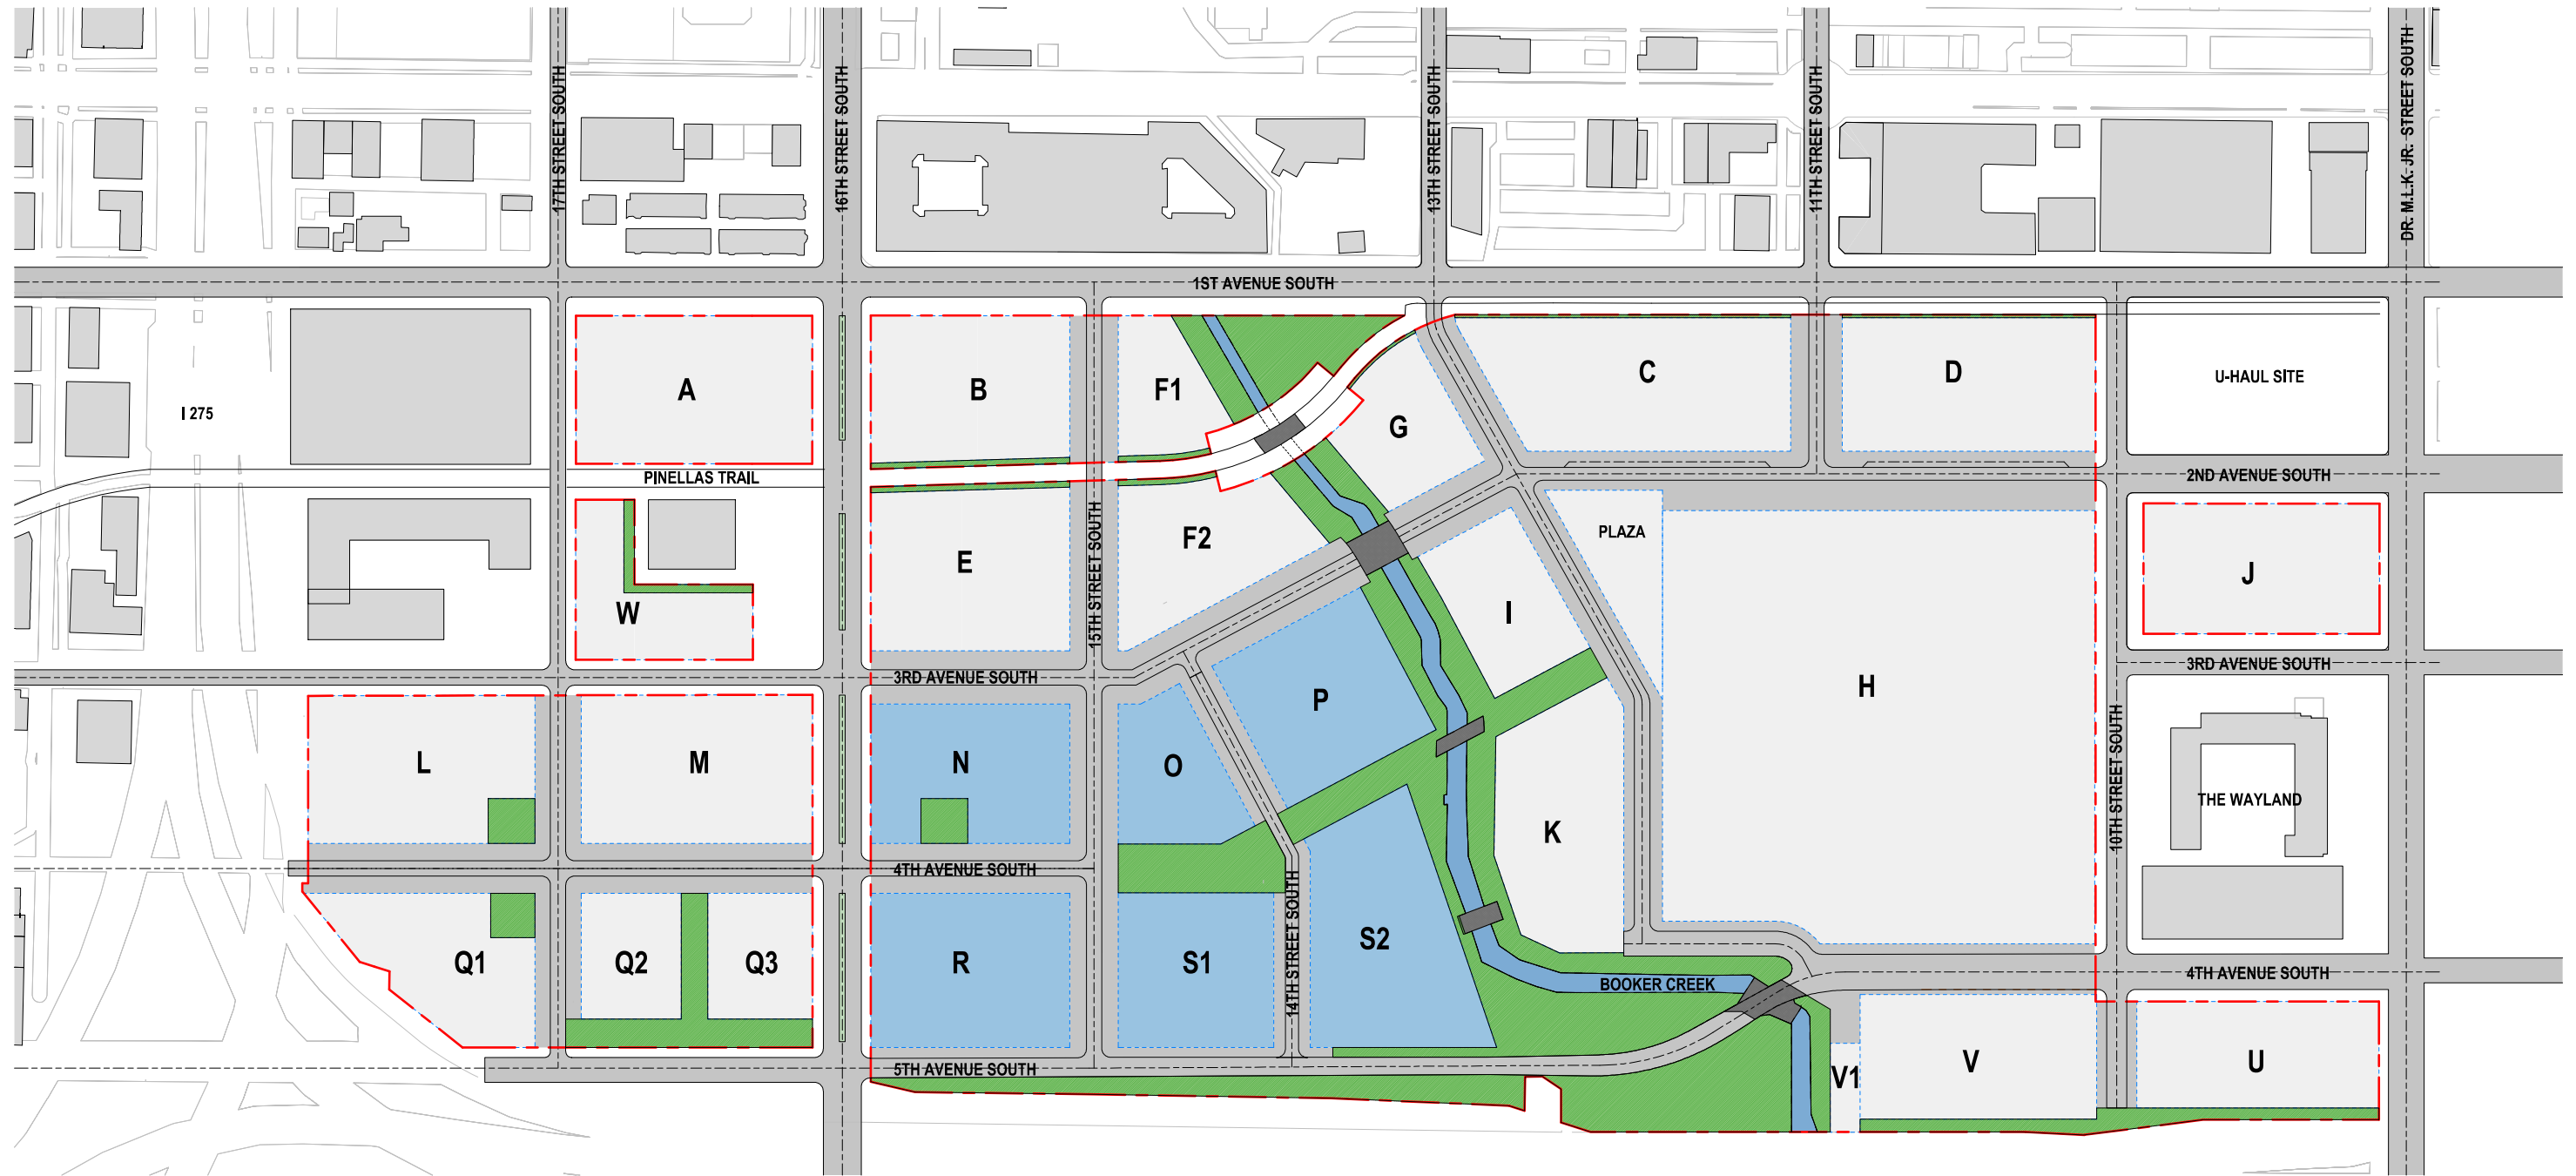 17TH STREET SOUTH
16TH STREET SOUTH
13TH STREET SOUTH
11TH STREET SOUTH
DR. M.L.K. JR. STREET SOUTH
1ST AVENUE SOUTH
A
B
F1
G
C
D
U-HAUL SITE
I 275
PINELLAS TRAIL
2ND AVENUE SOUTH
W
E
15TH STREET SOUTH
F2
I
PLAZA
H
J
3RD AVENUE SOUTH
3RD AVENUE SOUTH
L
M
N
O
P
K
10TH STREET SOUTH
THE WAYLAND
4TH AVENUE SOUTH
Q1
Q2
Q3
R
S1
14TH STREET SOUTH
S2
BOOKER CREEK
4TH AVENUE SOUTH
5TH AVENUE SOUTH
V1
V
U